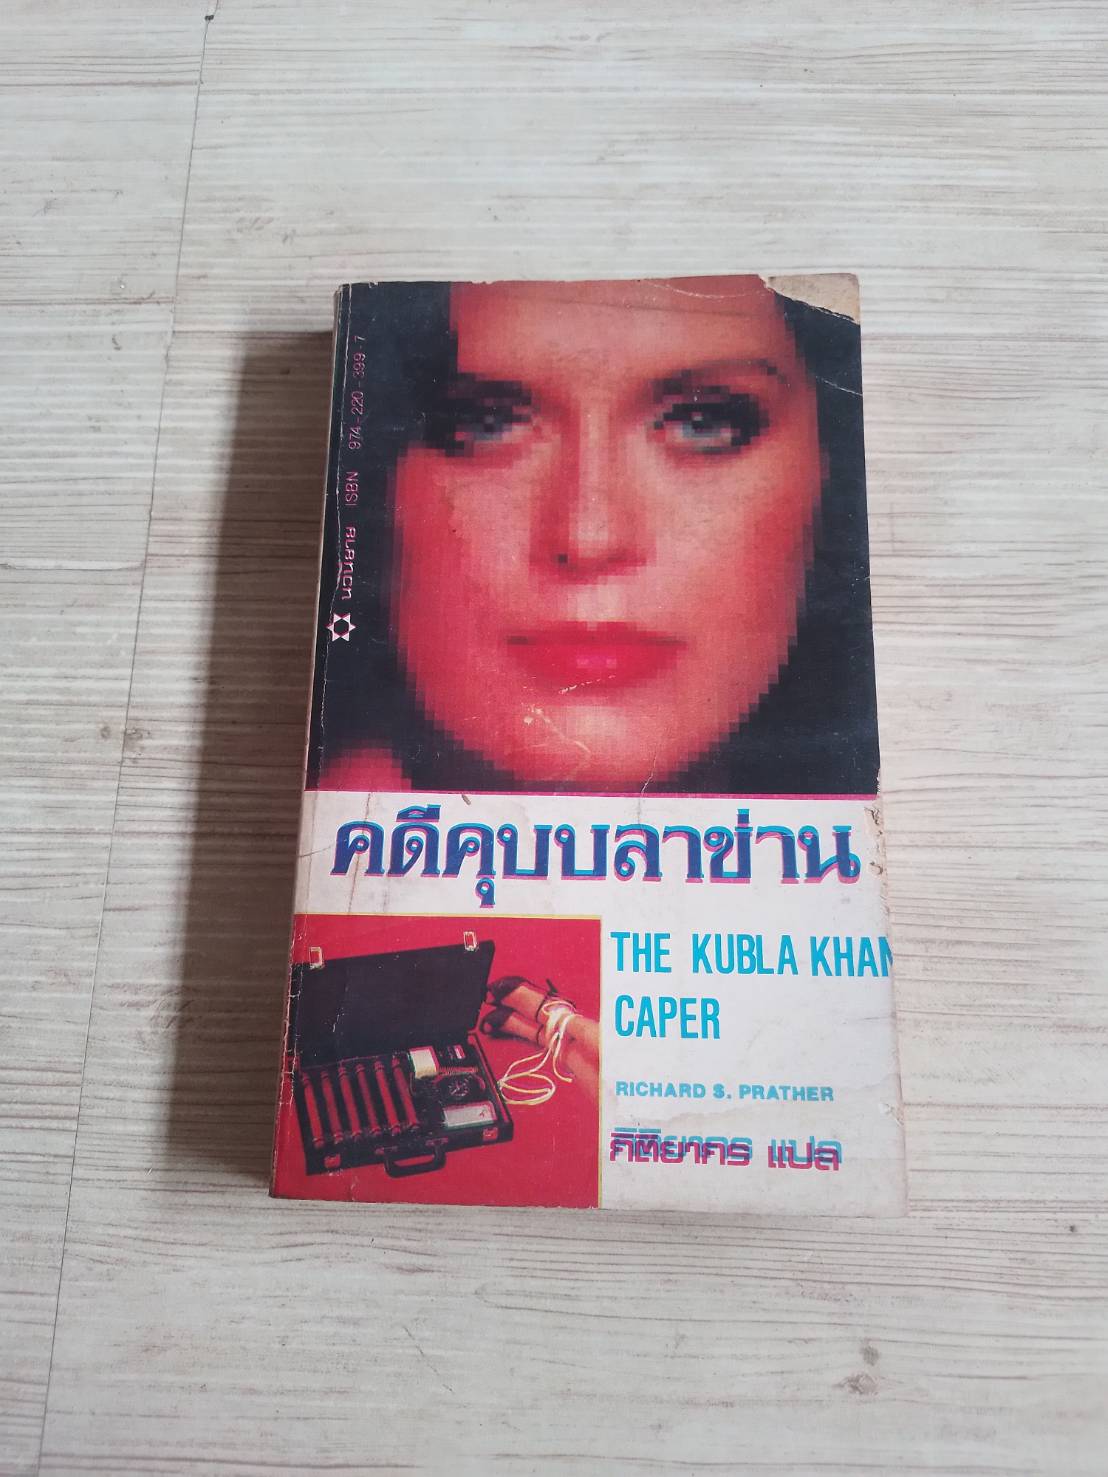 ISBN 974-220-399-7
คดีคุบบลาข่าน
THE KUBLA KHAN
CAPER
RICHARD S. PRATHER
กิติยากร แปล